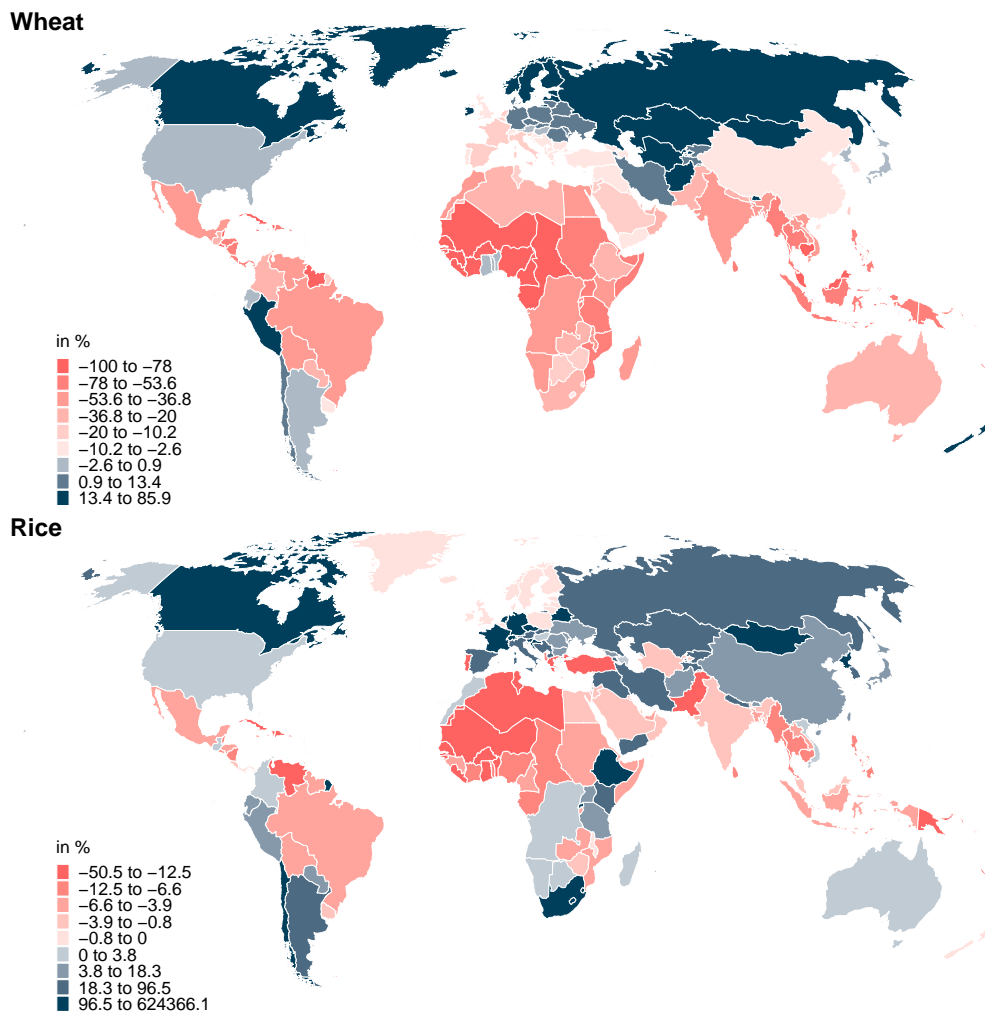 Wheat
in %
−100 to −78
−78 to −53.6
−53.6 to −36.8
−36.8 to −20
−20 to −10.2
−10.2 to −2.6
−2.6 to 0.9
0.9 to 13.4
13.4 to 85.9
Rice
in %
−50.5 to −12.5
−12.5 to −6.6
−6.6 to −3.9
−3.9 to −0.8
−0.8 to 0
0 to 3.8
3.8 to 18.3
18.3 to 96.5
96.5 to 624366.1